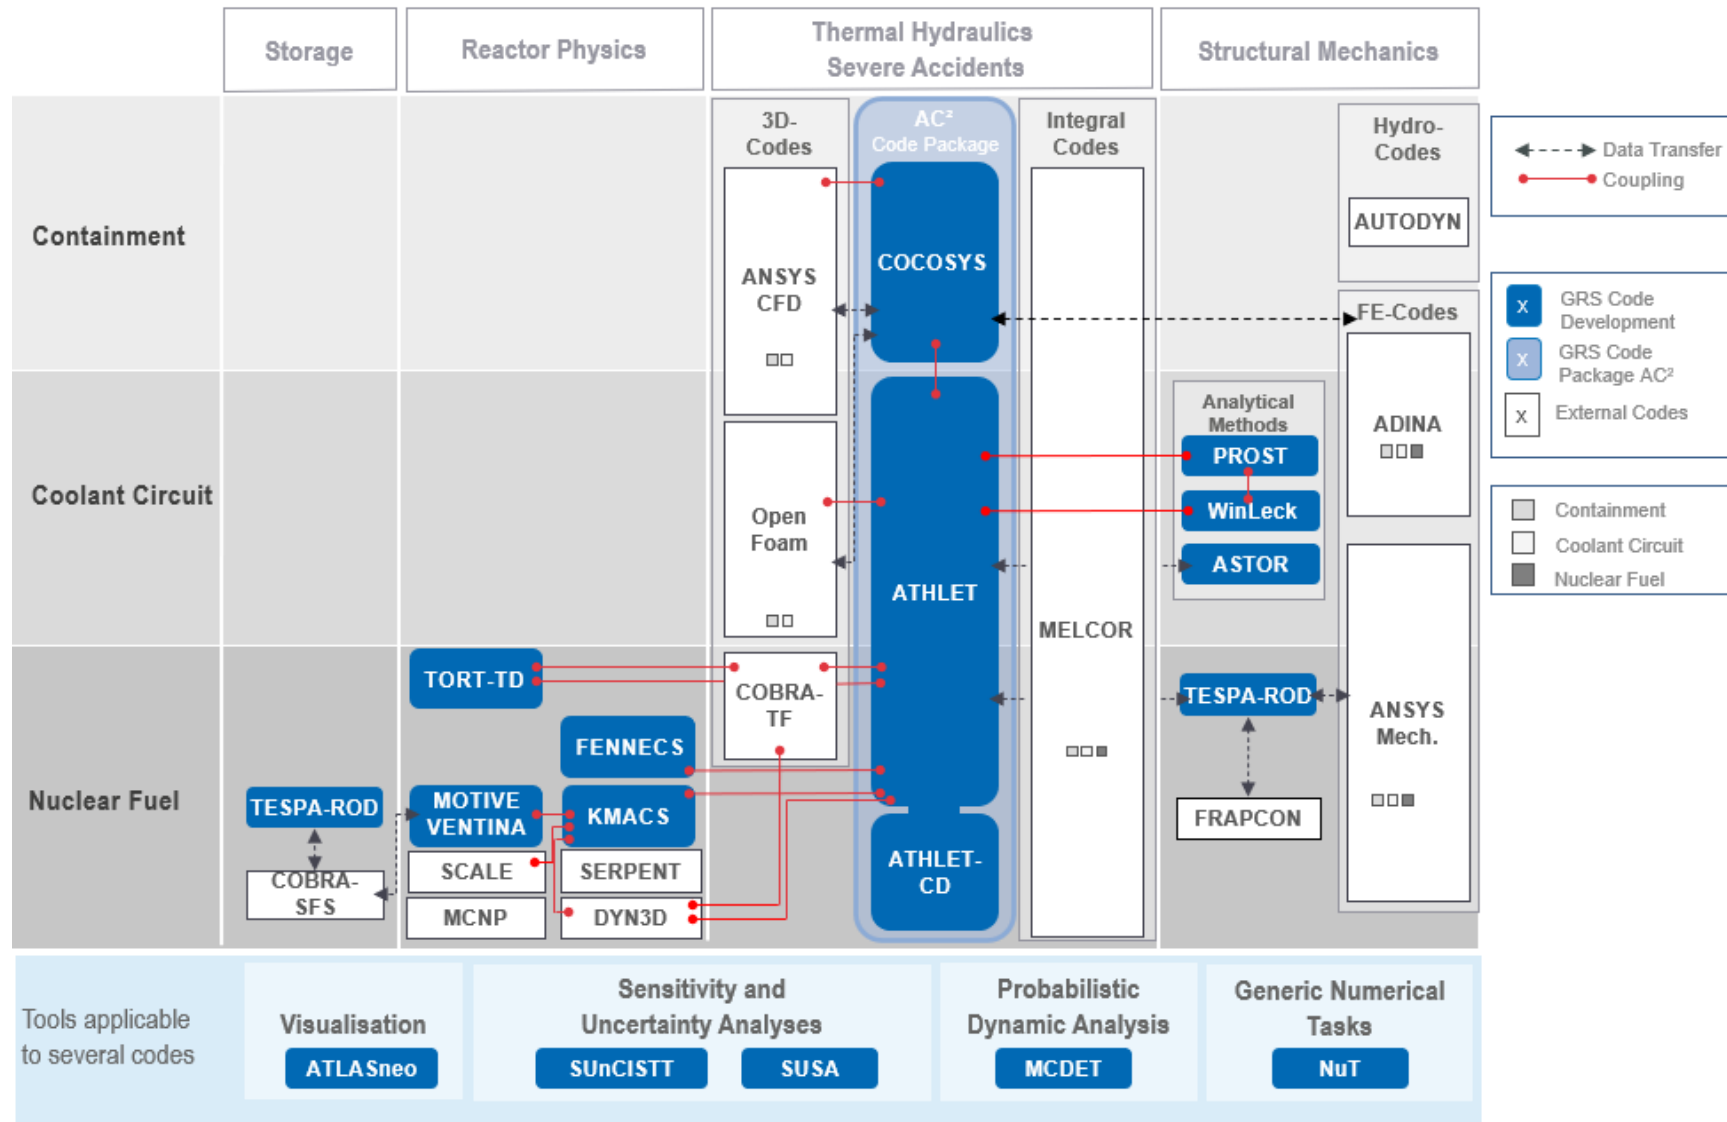 Storage
Reactor Physics
Thermal Hydraulics
Severe Accidents
Structural Mechanics
Containment
Coolant Circuit
Nuclear Fuel
3D-
Codes
AC²
Code Package
Integral
Codes
Hydro-
Codes
AUTODYN
ANSYS
CFD
COCOSYS
FE-Codes
ADINA
Analytical
Methods
PROST
WinLeck
ASTOR
Open
Foam
ATHLET
MELCOR
TORT-TD
COBRA-
TF
TESPA-ROD
ANSYS
Mech.
FENNECS
TESPA-ROD
MOTIVE
VENTINA
KMACS
FRAPCON
COBRA-
SFS
SCALE
SERPENT
ATHLET-
CD
MCNP
DYN3D
Data Transfer
Coupling
X
GRS Code
Development
X
GRS Code
Package AC²
X
External Codes
Containment
Coolant Circuit
Nuclear Fuel
Tools applicable
to several codes
Visualisation
ATLASneo
Sensitivity and
Uncertainty Analyses
SUnCISTT
SUSA
Probabilistic
Dynamic Analysis
MCDET
Generic Numerical
Tasks
NuT